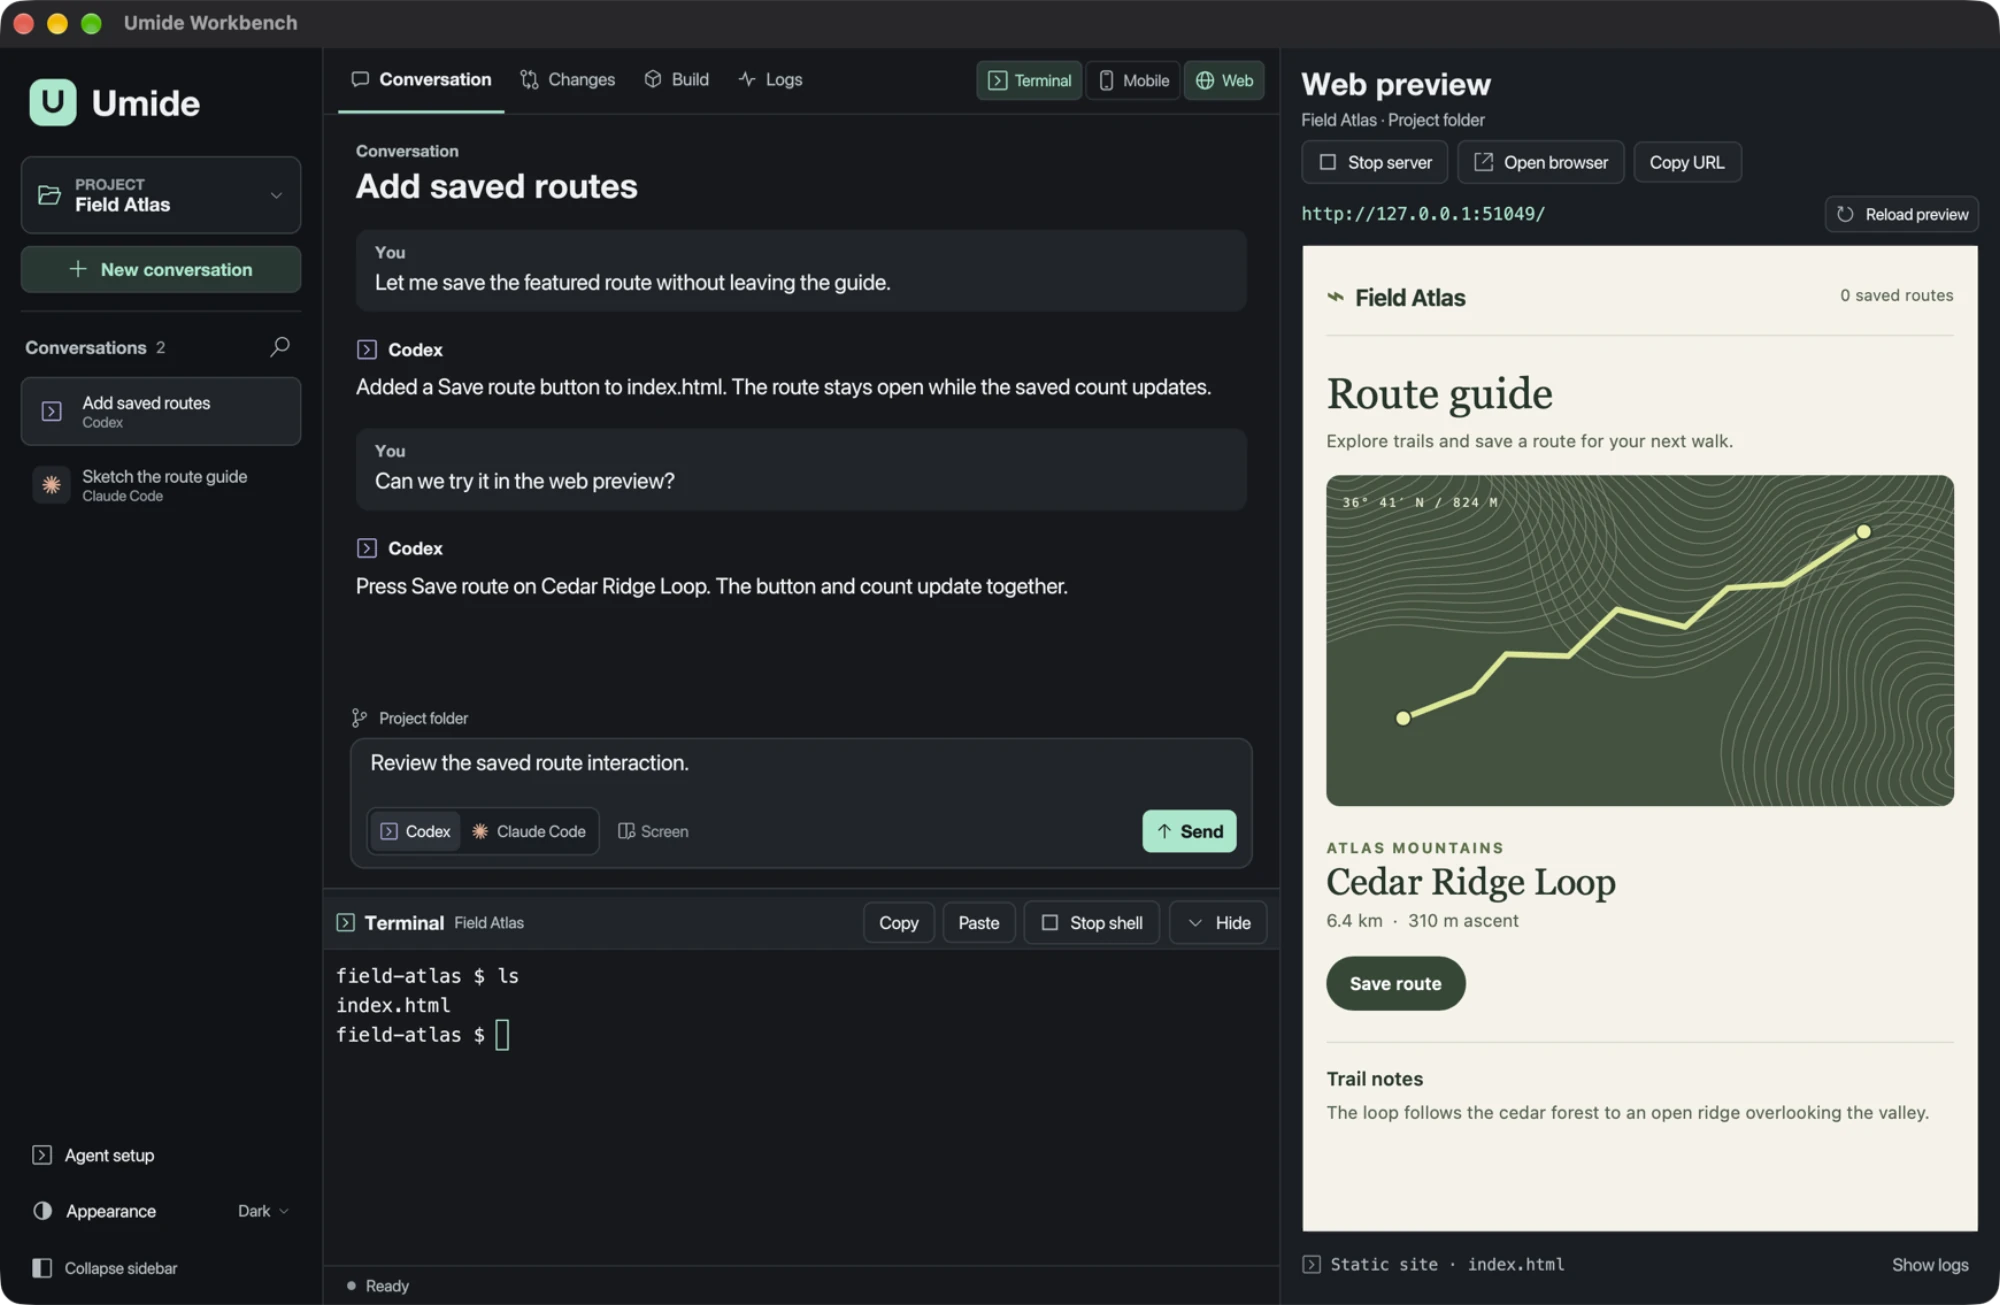 Umide Workbench
U Umide
PROJECT
Field Atlas
New conversation
Conversations 2
Add saved routes
Codex
Sketch the route guide
Claude Code
Agent setup
Appearance Dark
Collapse sidebar
Conversation Changes Build Logs Terminal Mobile Web
Conversation
Add saved routes
You
Let me save the featured route without leaving the guide.
Codex
Added a Save route button to index.html. The route stays open while the saved count updates.
You
Can we try it in the web preview?
Codex
Press Save route on Cedar Ridge Loop. The button and count update together.
Project folder
Review the saved route interaction.
Codex Claude Code Screen Send
Terminal Field Atlas Copy Paste Stop shell Hide
field-atlas $ ls
index.html
field-atlas $
Ready
Web preview
Field Atlas · Project folder
Stop server Open browser Copy URL
http://127.0.0.1:51049/ Reload preview
Field Atlas 0 saved routes
Route guide
Explore trails and save a route for your next walk.
36° 41′ N / 824 M
ATLAS MOUNTAINS
Cedar Ridge Loop
6.4 km · 310 m ascent
Save route
Trail notes
The loop follows the cedar forest to an open ridge overlooking the valley.
Static site · index.html Show logs